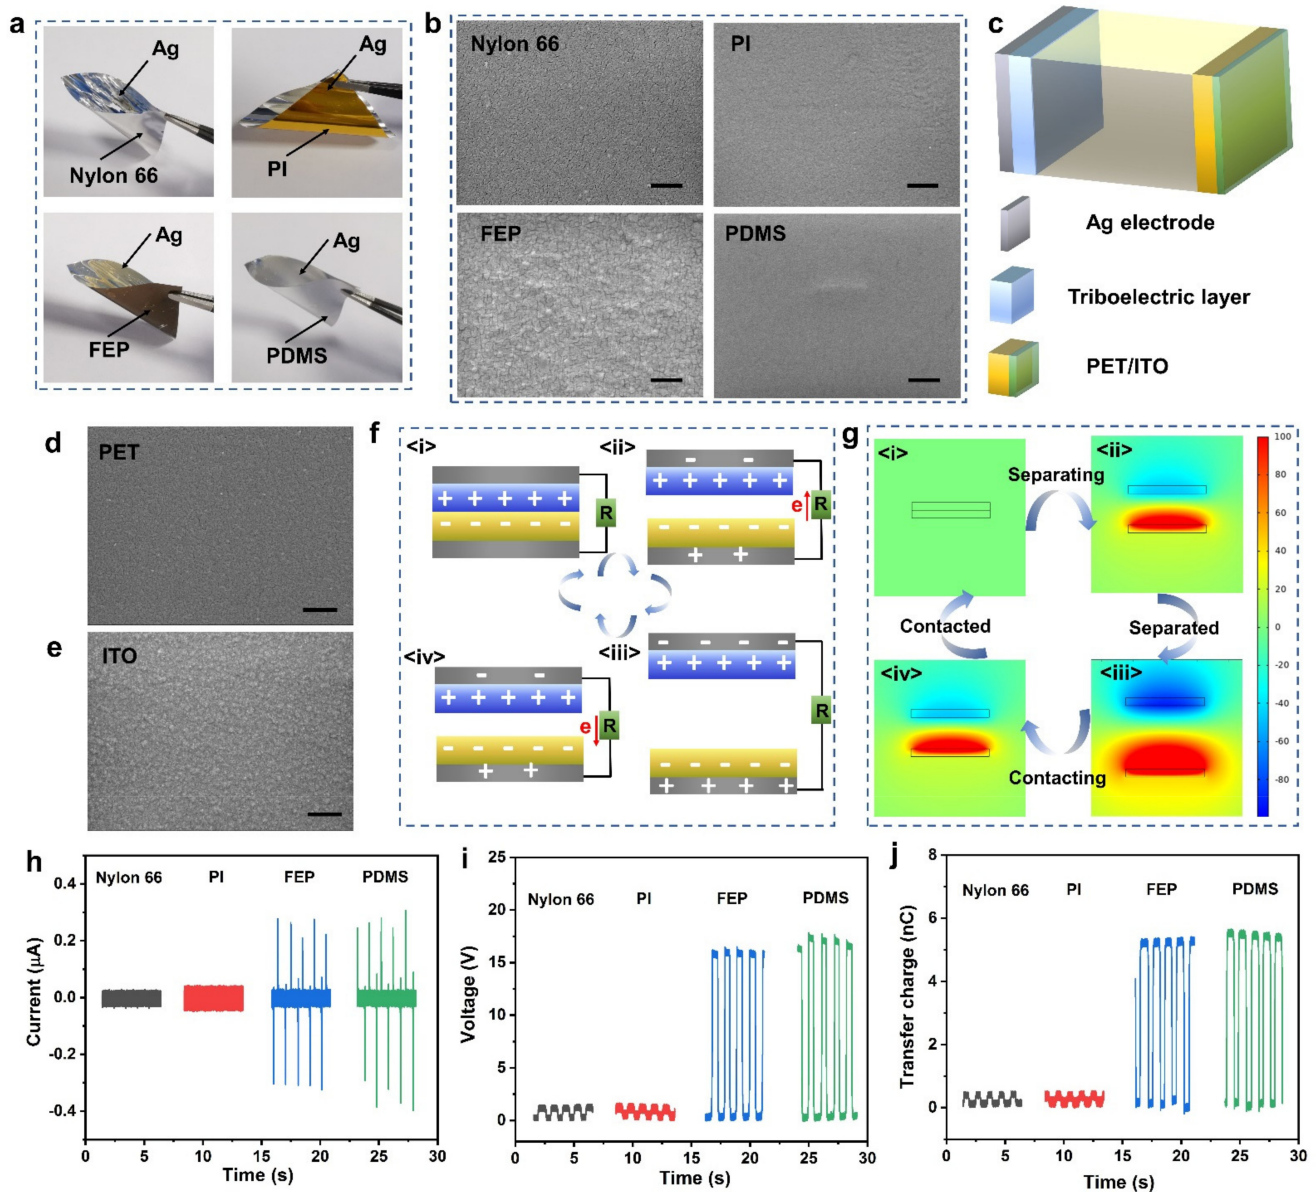 a
Ag
Nylon 66
Ag
PI
Ag
FEP
Ag
PDMS
b
Nylon 66
PI
FEP
PDMS
c
Ag electrode
Triboelectric layer
PET/ITO
d
PET
e
ITO
f
<i>
+ + + + +
- - - - -
R
<ii>
- -
+ + + + +
e
R
- - - - -
+ +
<iv>
- -
+ + + + +
e
R
- - - - -
+ +
<iii>
- - - - -
+ + + + +
R
- - - - -
+ + + +
g
<i>
Separating
<ii>
Contacted
Separated
<iv>
Contacting
<iii>
100
80
60
40
20
0
-20
-40
-60
-80
h
Nylon 66
PI
FEP
PDMS
Current (μA)
0.4
0.2
0.0
-0.2
-0.4
0 5 10 15 20 25 30
Time (s)
i
Nylon 66
PI
FEP
PDMS
Voltage (V)
25
20
15
10
5
0
0 5 10 15 20 25 30
Time (s)
j
Nylon 66
PI
FEP
PDMS
Transfer charge (nC)
8
6
4
2
0
0 5 10 15 20 25 30
Time (s)